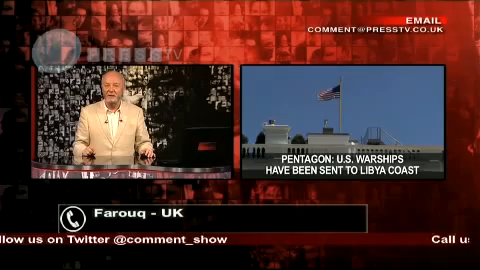 EMAIL
COMMENT@PRESSTV.CO.UK
PRESSTV
PENTAGON: U.S. WARSHIPS
HAVE BEEN SENT TO LIBYA COAST
Farouq - UK
llow us on Twitter @comment_show
Call us